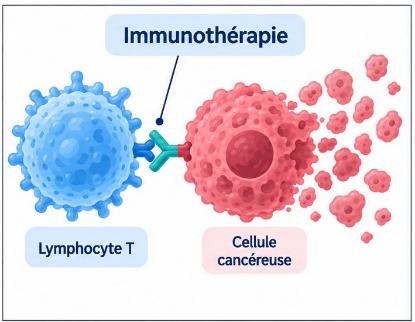 Immunothérapie
Lymphocyte T
Cellule
cancéreuse